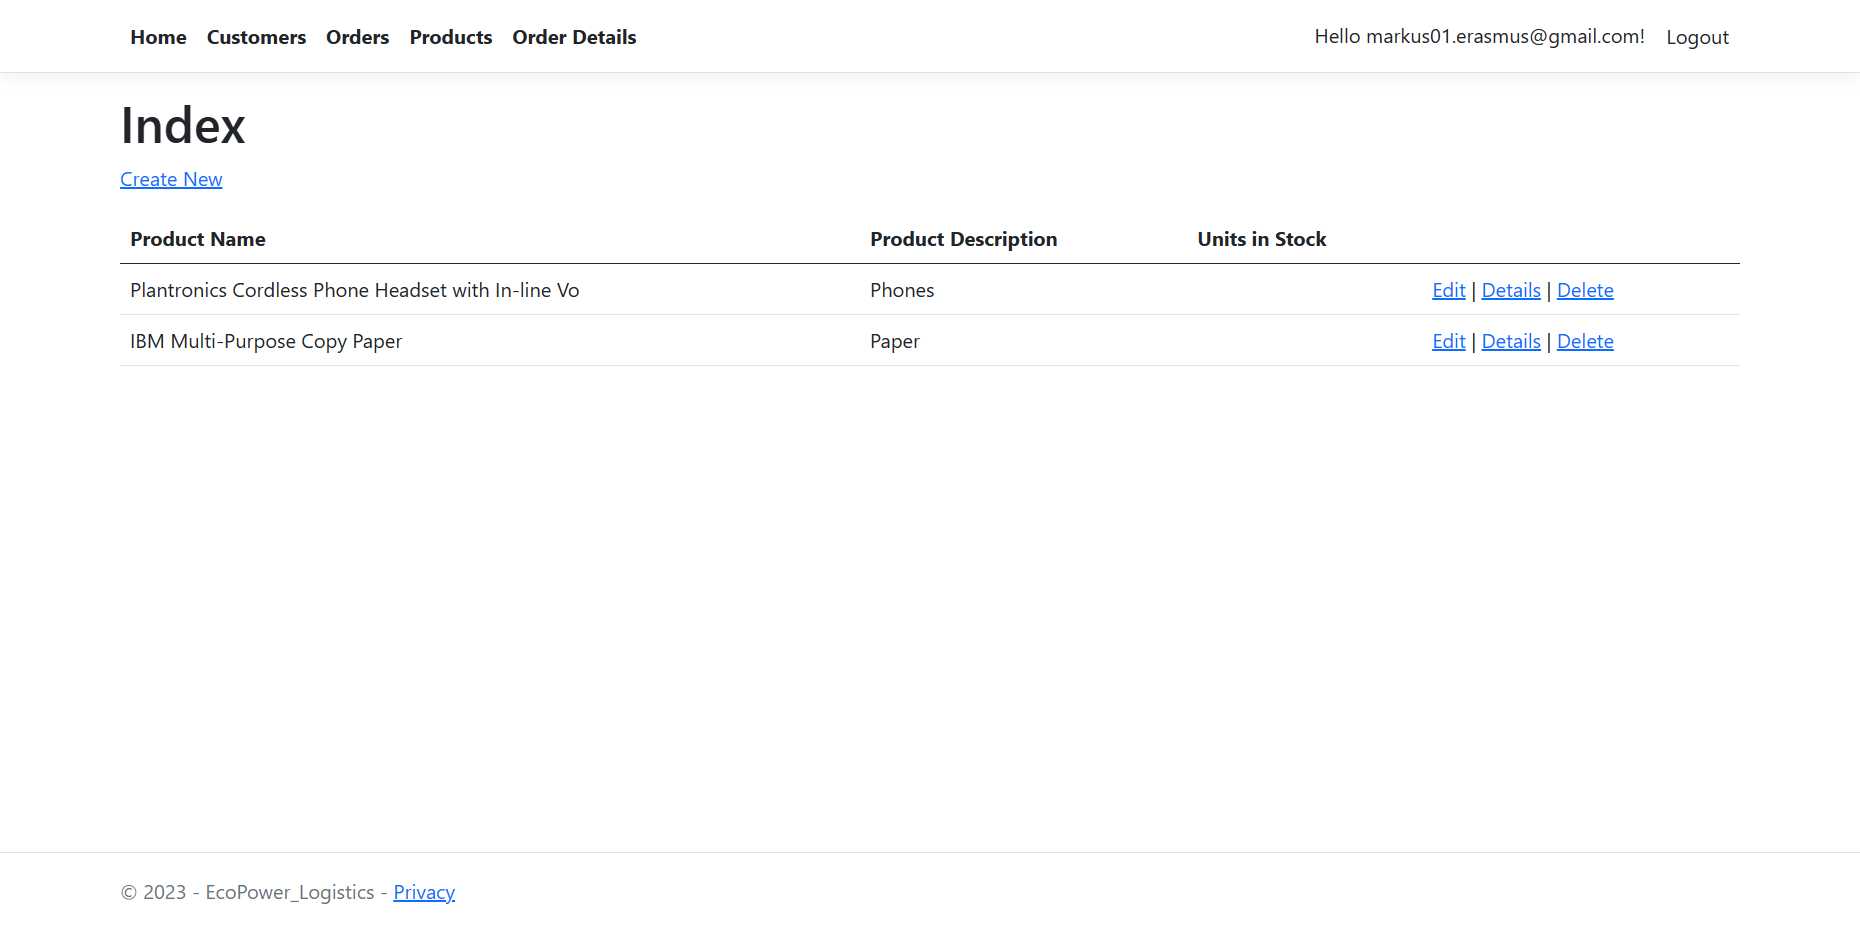 Home Customers Orders Products Order Details Hello markus01.erasmus@gmail.com! Logout
Index
Create New
Product Name Product Description Units in Stock
Plantronics Cordless Phone Headset with In-line Vo Phones Edit | Details | Delete
IBM Multi-Purpose Copy Paper Paper Edit | Details | Delete
© 2023 - EcoPower_Logistics - Privacy